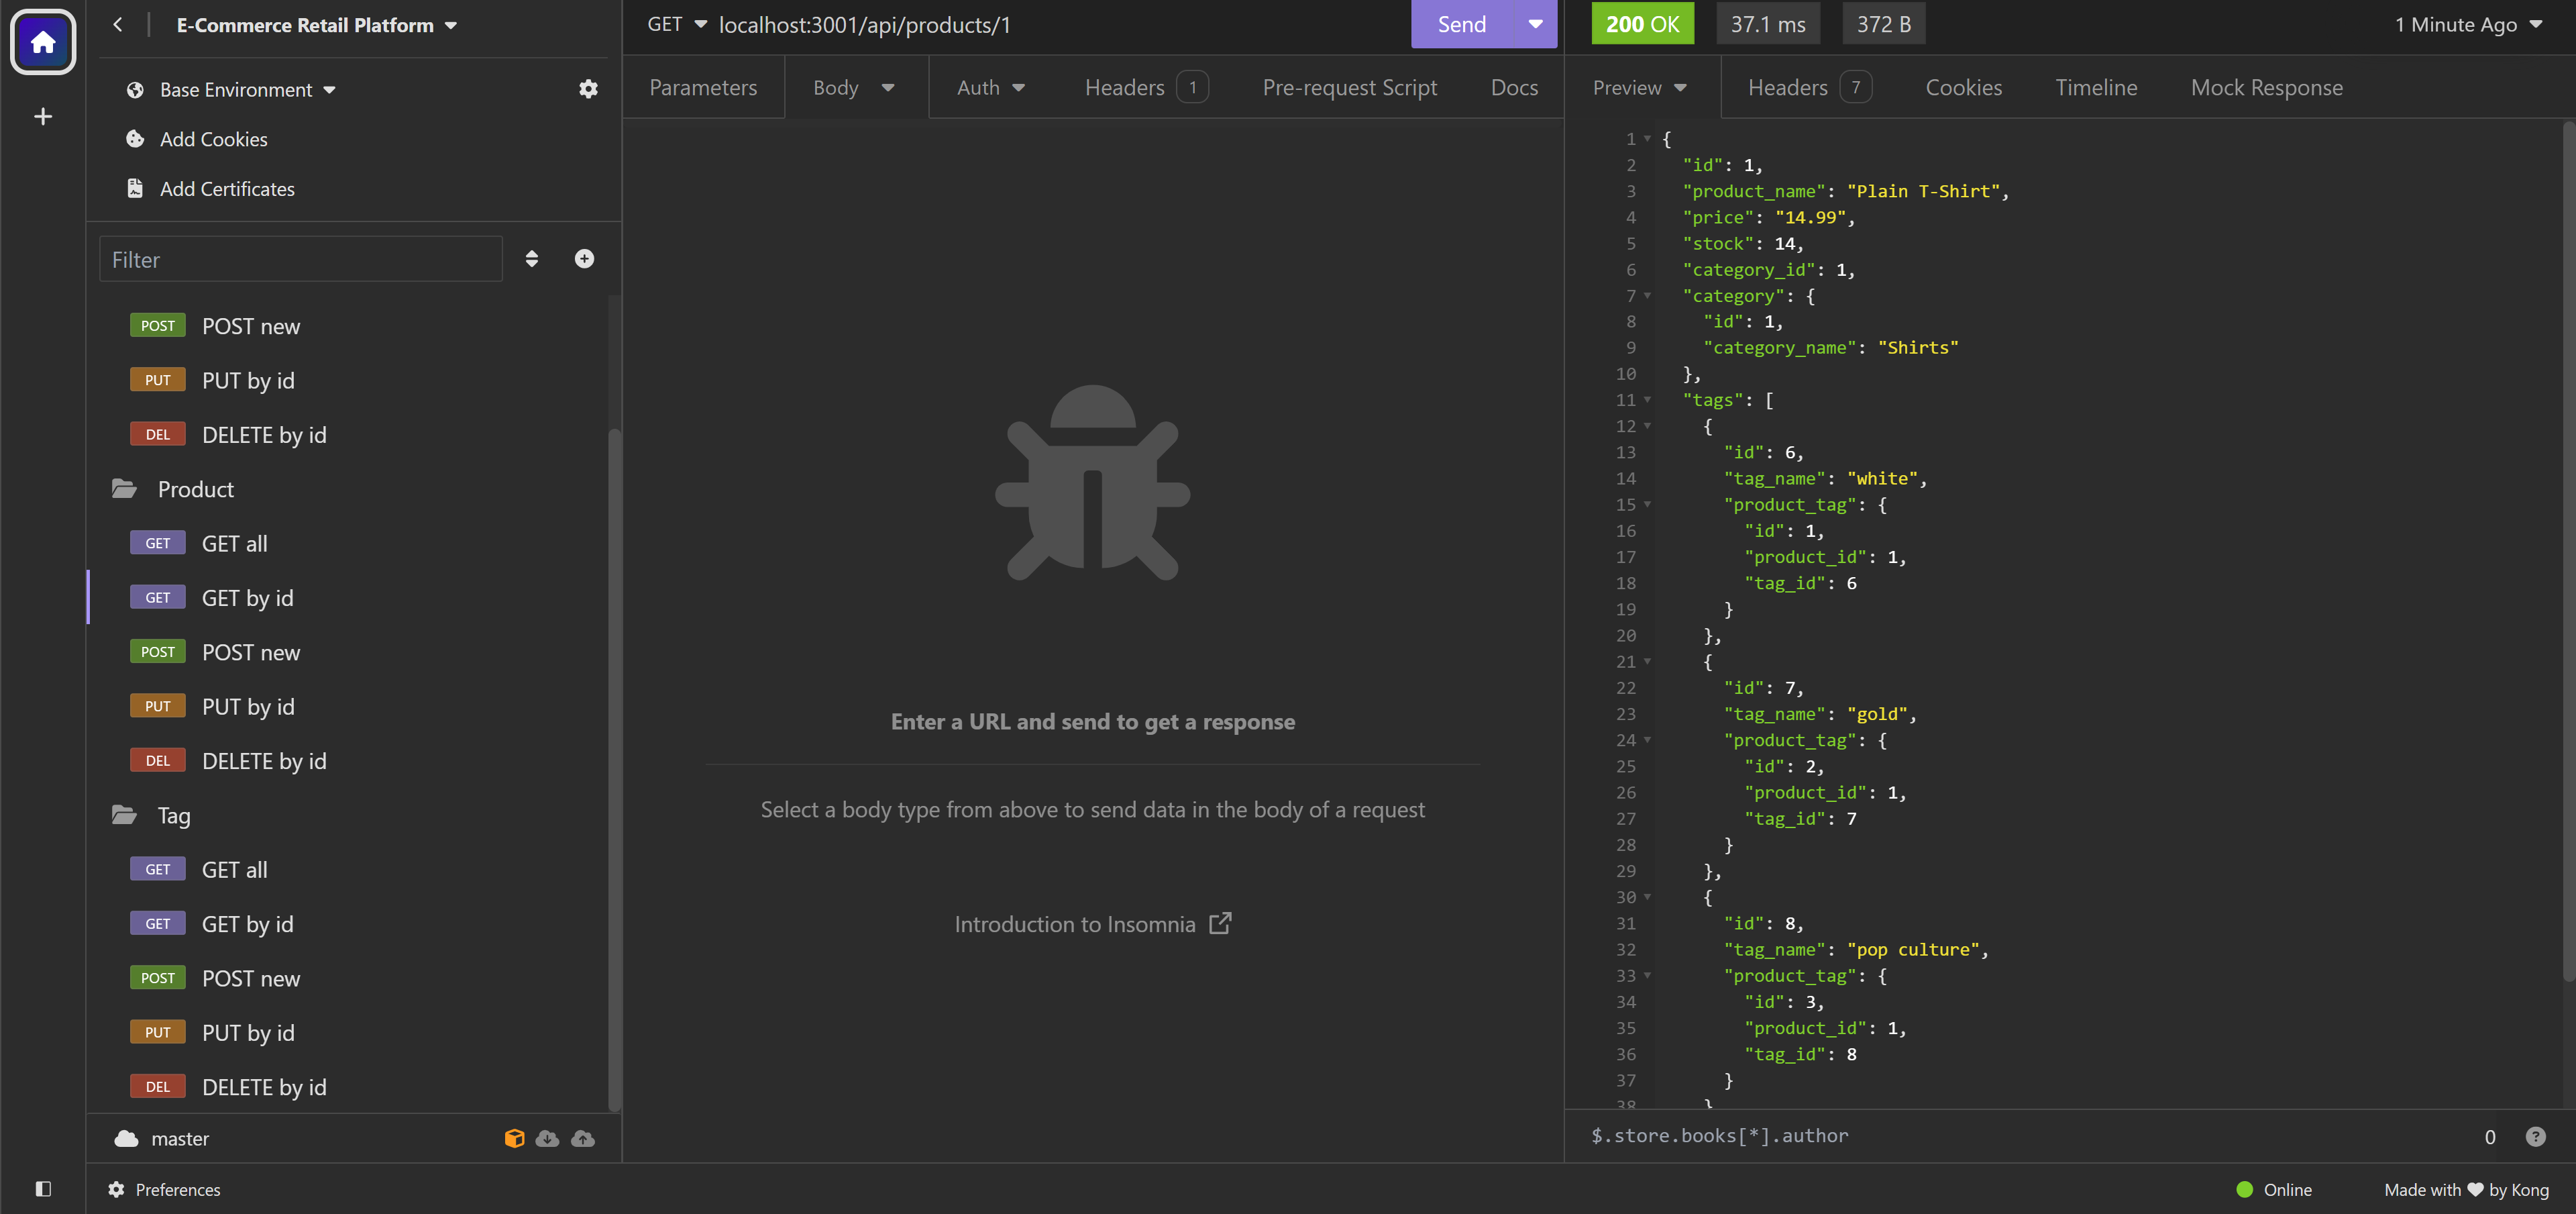 E-Commerce Retail Platform
Base Environment
Add Cookies
Add Certificates
Filter
POST POST new
PUT PUT by id
DEL DELETE by id
Product
GET GET all
GET GET by id
POST POST new
PUT PUT by id
DEL DELETE by id
Tag
GET GET all
GET GET by id
POST POST new
PUT PUT by id
DEL DELETE by id
master
Preferences
GET localhost:3001/api/products/1 Send
Parameters Body Auth Headers 1 Pre-request Script Docs
Enter a URL and send to get a response
Select a body type from above to send data in the body of a request
Introduction to Insomnia
200 OK 37.1 ms 372 B 1 Minute Ago
Preview Headers 7 Cookies Timeline Mock Response
1 {
2 "id": 1,
3 "product_name": "Plain T-Shirt",
4 "price": "14.99",
5 "stock": 14,
6 "category_id": 1,
7 "category": {
8 "id": 1,
9 "category_name": "Shirts"
10 },
11 "tags": [
12 {
13 "id": 6,
14 "tag_name": "white",
15 "product_tag": {
16 "id": 1,
17 "product_id": 1,
18 "tag_id": 6
19 }
20 },
21 {
22 "id": 7,
23 "tag_name": "gold",
24 "product_tag": {
25 "id": 2,
26 "product_id": 1,
27 "tag_id": 7
28 }
29 },
30 {
31 "id": 8,
32 "tag_name": "pop culture",
33 "product_tag": {
34 "id": 3,
35 "product_id": 1,
36 "tag_id": 8
37 }
38 }
$.store.books[*].author 0
Online Made with ♥ by Kong